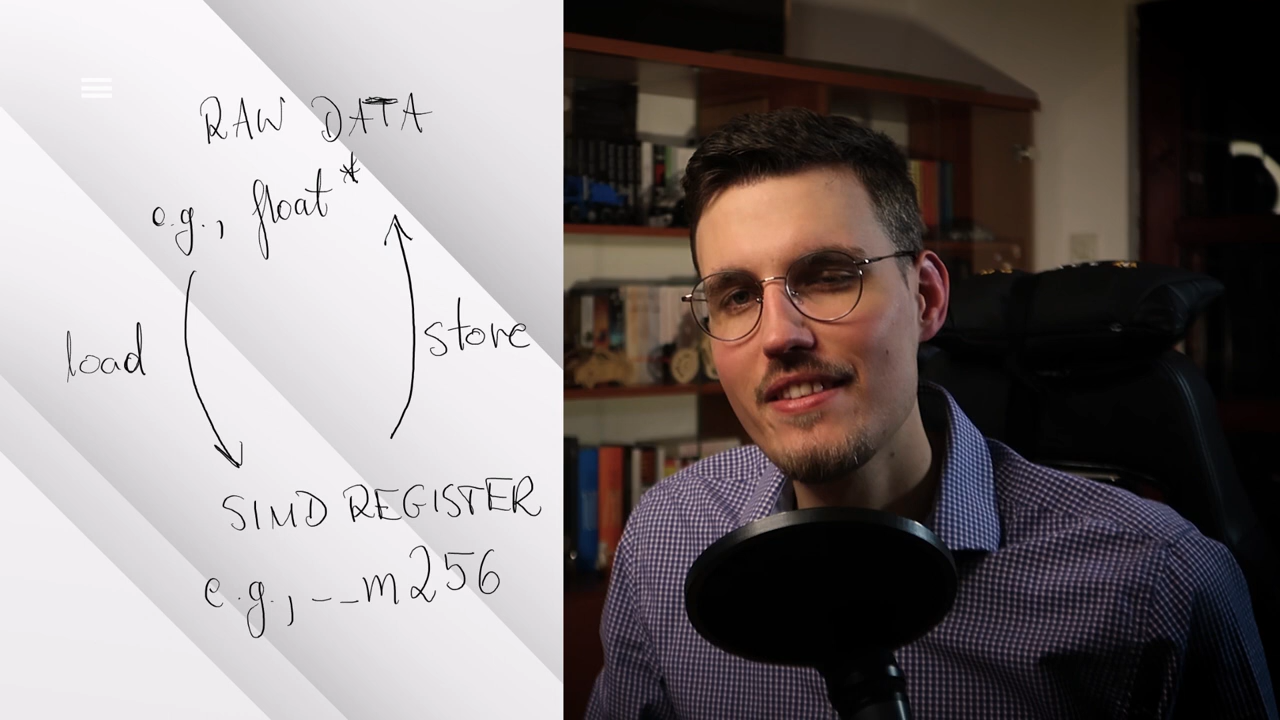 RAW DATA
e.g., float*
load
store
SIMD REGISTER
e.g., __m256